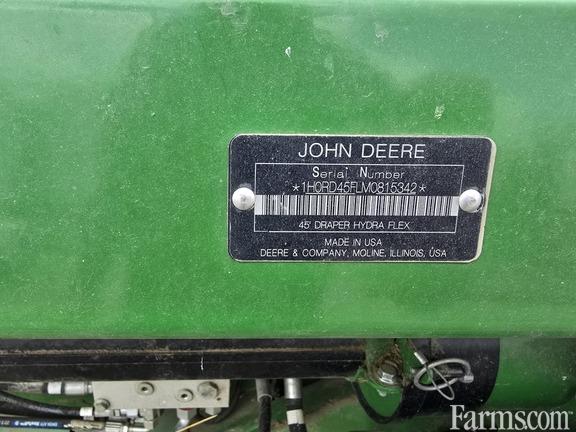 JOHN DEERE
Serial Number
*1H0RD45FLM0815342*
N
45' DRAPER HYDRA FLEX
MADE IN USA
DEERE & COMPANY, MOLINE, ILLINOIS, USA
Farms.com